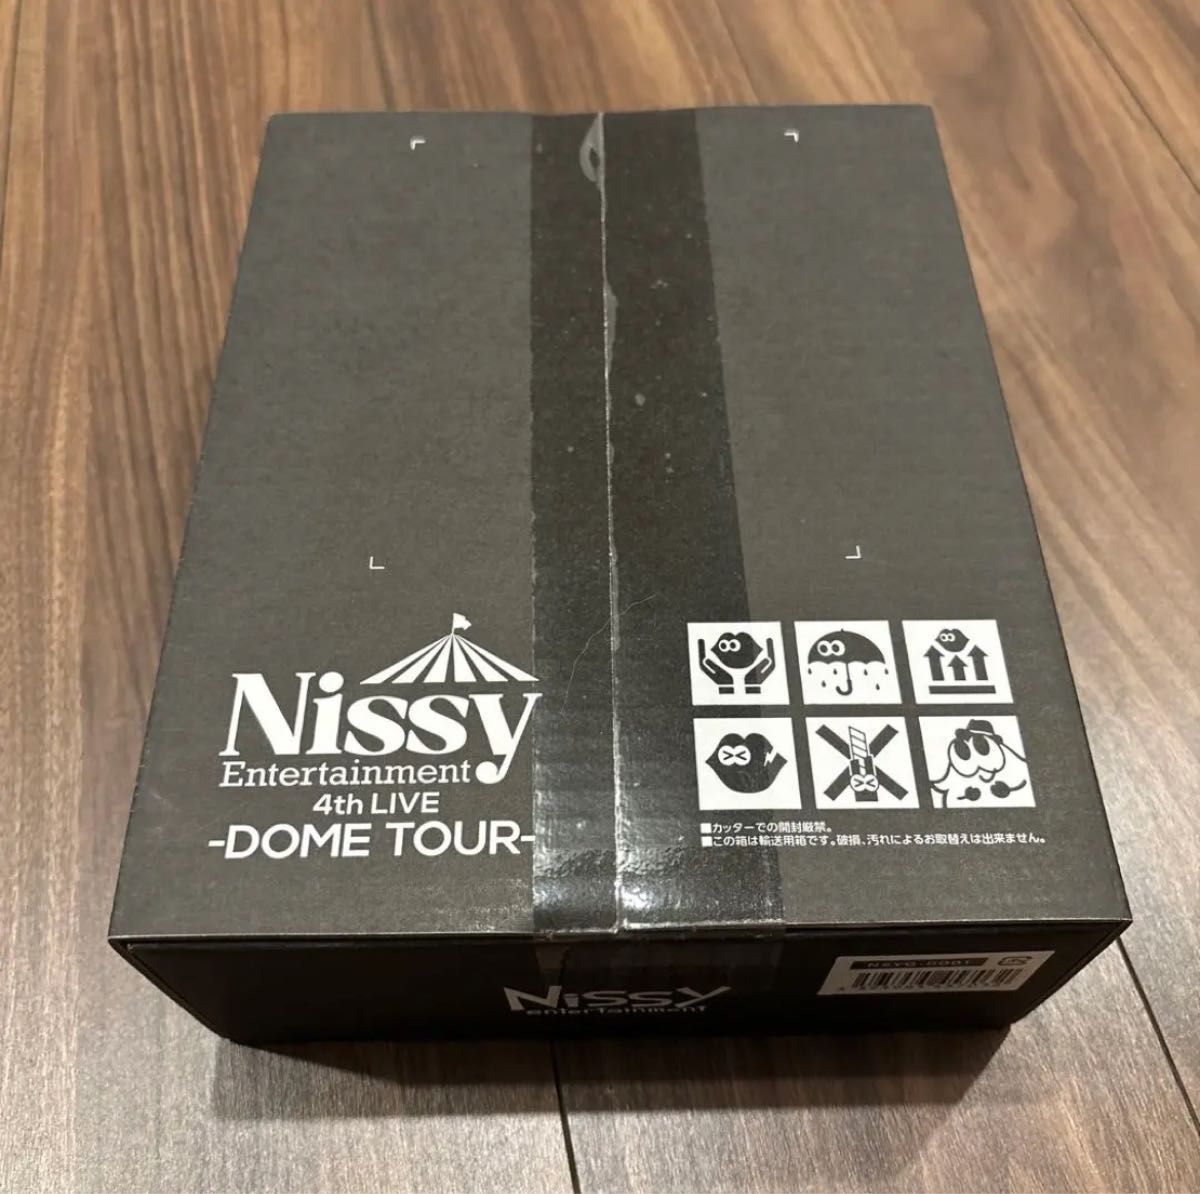 Nissy
Entertainment
4th LIVE
-DOME TOUR-
■カッターでの開封厳禁。
■この箱は輸送用箱です。破損、汚れによるお取替えは出来ません。
Nissy
entertainment